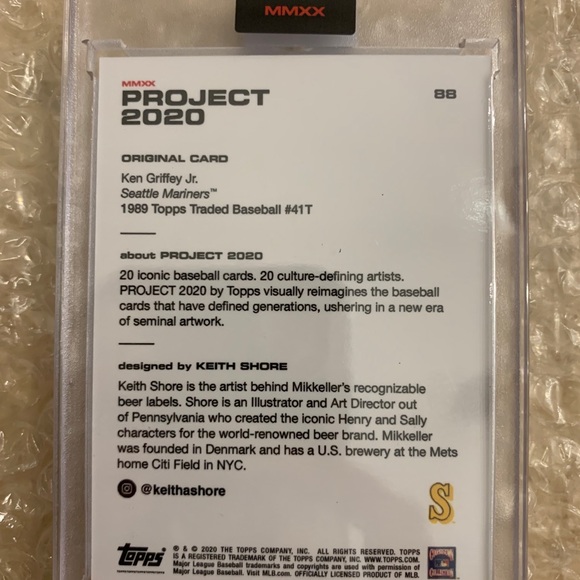 MMXX
MMXX
PROJECT
2020
88
ORIGINAL CARD
Ken Griffey Jr.
Seattle Mariners™
1989 Topps Traded Baseball #41T
about PROJECT 2020
20 iconic baseball cards. 20 culture-defining artists.
PROJECT 2020 by Topps visually reimagines the baseball
cards that have defined generations, ushering in a new era
of seminal artwork.
designed by KEITH SHORE
Keith Shore is the artist behind Mikkeller's recognizable
beer labels. Shore is an Illustrator and Art Director out
of Pennsylvania who created the iconic Henry and Sally
characters for the world-renowned beer brand. Mikkeller
was founded in Denmark and has a U.S. brewery at the Mets
home Citi Field in NYC.
@keithashore
S
topps
® & © 2020 THE TOPPS COMPANY, INC. ALL RIGHTS RESERVED. TOPPS
IS A REGISTERED TRADEMARK OF THE TOPPS COMPANY, INC. WWW.TOPPS.COM.
Major League Baseball trademarks and copyrights are used with permission of
Major League Baseball. Visit MLB.com. OFFICIALLY LICENSED PRODUCT OF MLB.